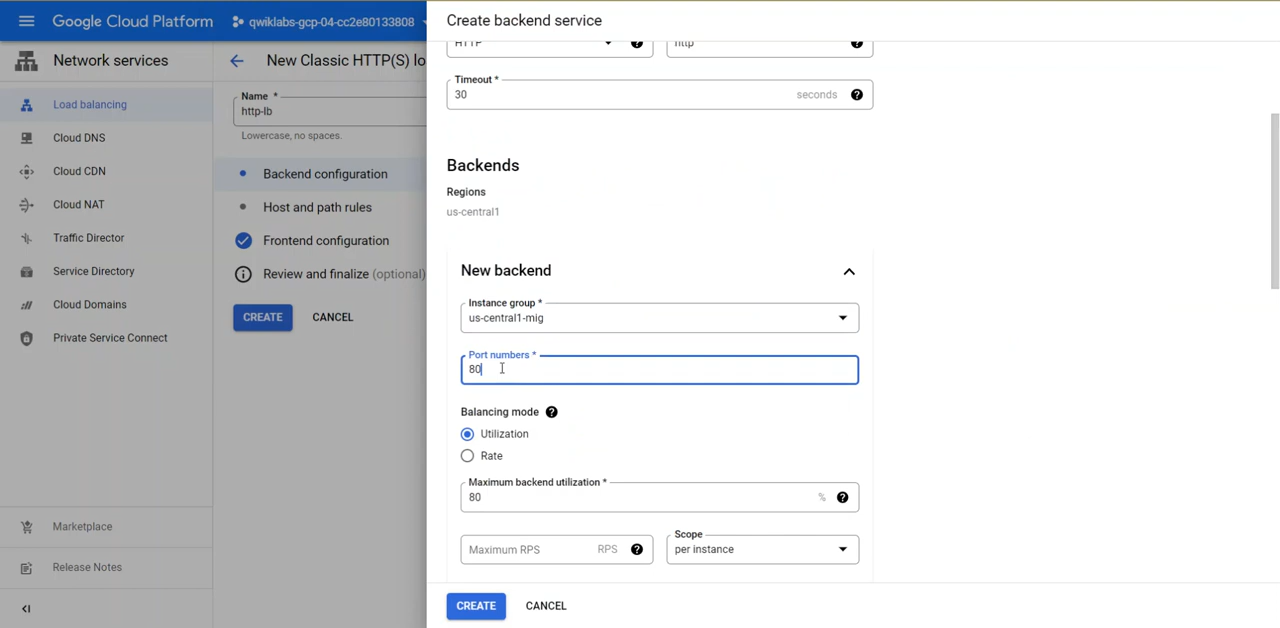 Google Cloud Platform
qwiklabs-gcp-04-cc2e80133808
Network services
Load balancing
Cloud DNS
Cloud CDN
Cloud NAT
Traffic Director
Service Directory
Cloud Domains
Private Service Connect
Marketplace
Release Notes
New Classic HTTP(S) lo
Name *
http-lb
Lowercase, no spaces.
Backend configuration
Host and path rules
Frontend configuration
Review and finalize (optional)
CREATE CANCEL
Create backend service
HTTP http
Timeout *
30 seconds
Backends
Regions
us-central1
New backend
Instance group *
us-central1-mig
Port numbers *
80
Balancing mode
Utilization
Rate
Maximum backend utilization *
80 %
Scope
Maximum RPS RPS per instance
CREATE CANCEL